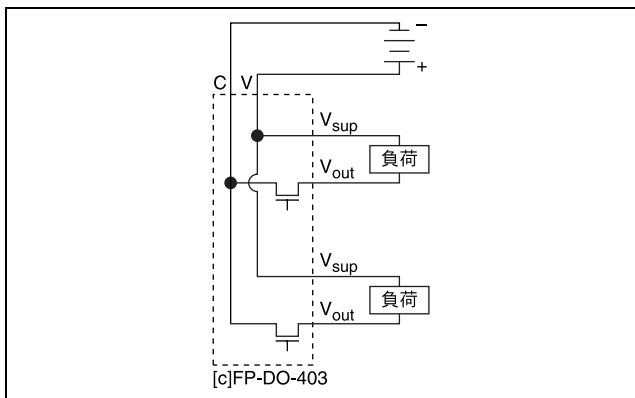 −
+
C V
Vsup
負荷
Vout
Vsup
負荷
Vout
[c]FP-DO-403